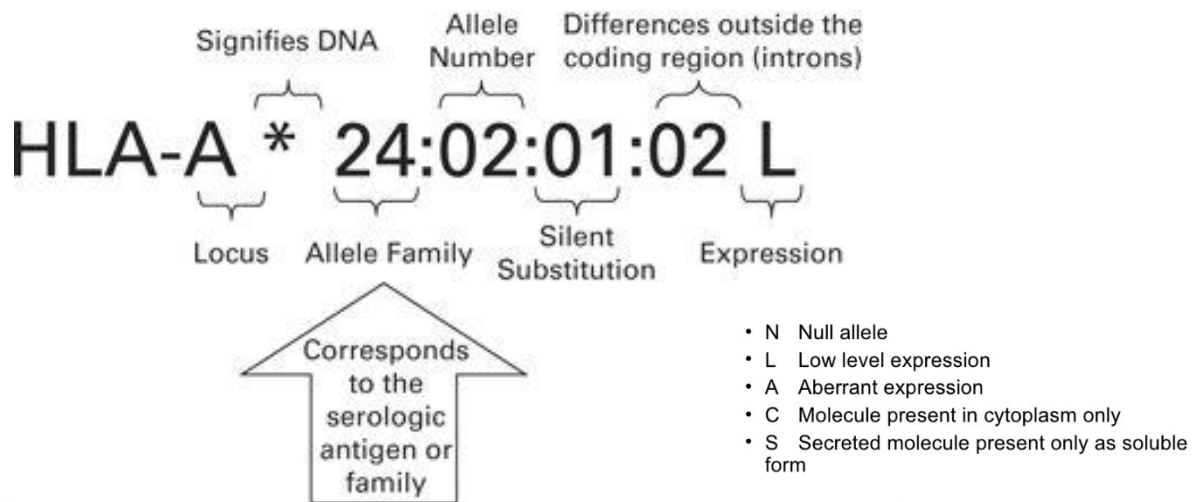 Signifies DNA
Allele
Number
Differences outside the
coding region (introns)
HLA-A * 24:02:01:02 L
Locus
Allele Family
Silent
Substitution
Expression
Corresponds
to the
serologic
antigen or
family
• N Null allele
• L Low level expression
• A Aberrant expression
• C Molecule present in cytoplasm only
• S Secreted molecule present only as soluble
form